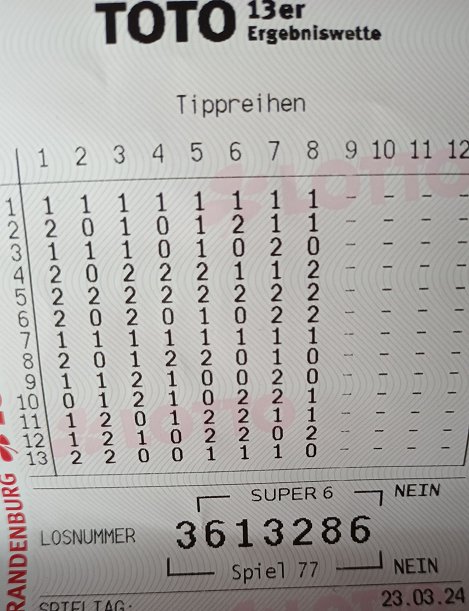 TOTO 13er
Ergebniswette
Tippreihen
1 2 3 4 5 6 7 8 9 10 11 12
1 1 1 1 1 1 1 1 1 - - - -
2 2 0 1 0 1 2 1 1 - - - -
3 1 1 1 0 1 0 2 0 - - - -
4 2 0 2 2 2 1 1 2 - - - -
5 2 2 2 2 2 2 2 2 - - - -
6 2 0 2 0 1 0 2 2 - - - -
7 1 1 1 1 1 1 1 1 - - - -
8 2 0 1 2 2 0 1 0 - - - -
9 1 1 2 1 0 0 2 0 - - - -
10 0 1 2 1 0 2 2 1 - - - -
11 1 2 0 1 2 2 1 1 - - - -
12 1 2 1 0 2 2 0 2 - - - -
13 2 2 0 0 1 1 1 0 - - - -
SUPER 6 NEIN
LOSNUMMER 3613286
Spiel 77 NEIN
SPIELTAG: 23.03.24
LOTTO
LOTTO
RANDENBURG